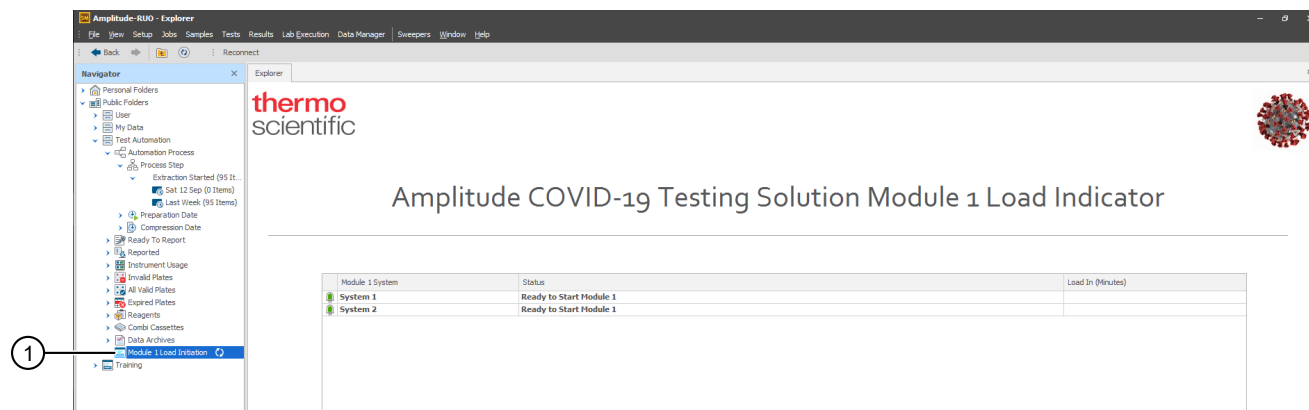 SM Amplitude-RUO - Explorer
File View Setup Jobs Samples Tests Results Lab Execution Data Manager Sweepers Window Help
Back Reconnect
Navigator
Explorer
Personal Folders
Public Folders
User
My Data
Test Automation
Automation Process
Process Step
Extraction Started (95 It...
Sat 12 Sep (0 Items)
Last Week (95 Items)
Preparation Date
Compression Date
Ready To Report
Reported
Instrument Usage
Invalid Plates
All Valid Plates
Expired Plates
Reagents
Combi Cassettes
Data Archives
Module 1 Load Initiation
Training
1
thermo
scientific
Amplitude COVID-19 Testing Solution Module 1 Load Indicator
Module 1 System Status Load In (Minutes)
System 1 Ready to Start Module 1
System 2 Ready to Start Module 1